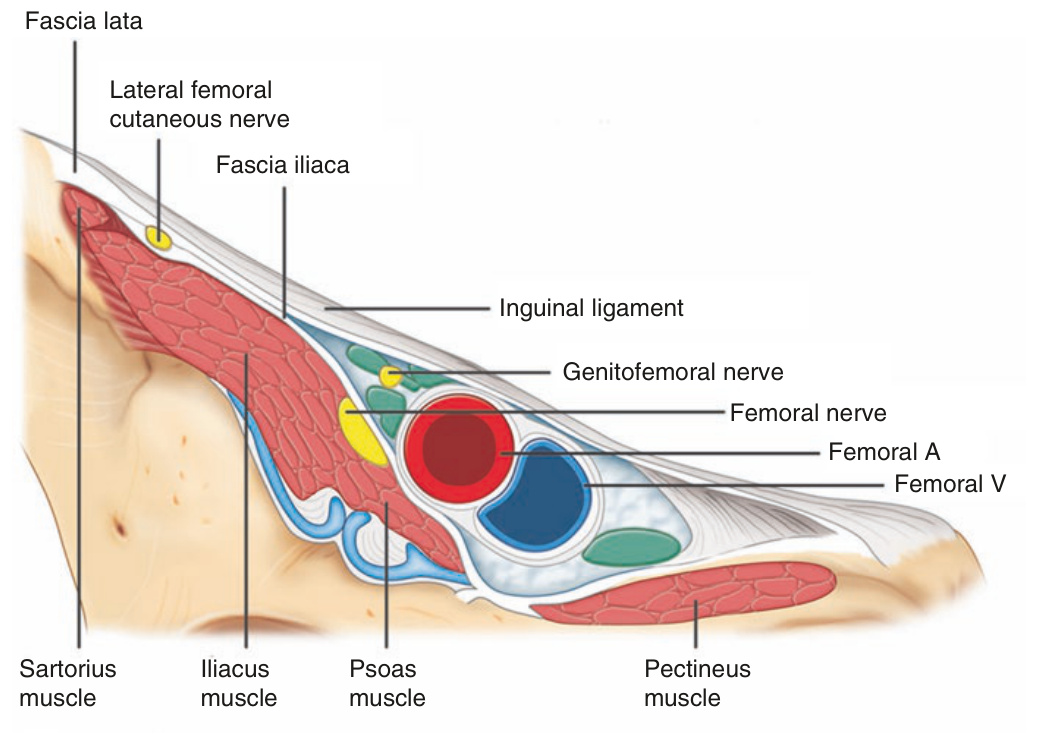 Fascia lata
Lateral femoral
cutaneous nerve
Fascia iliaca
Inguinal ligament
Genitofemoral nerve
Femoral nerve
Femoral A
Femoral V
Sartorius
muscle
Iliacus
muscle
Psoas
muscle
Pectineus
muscle